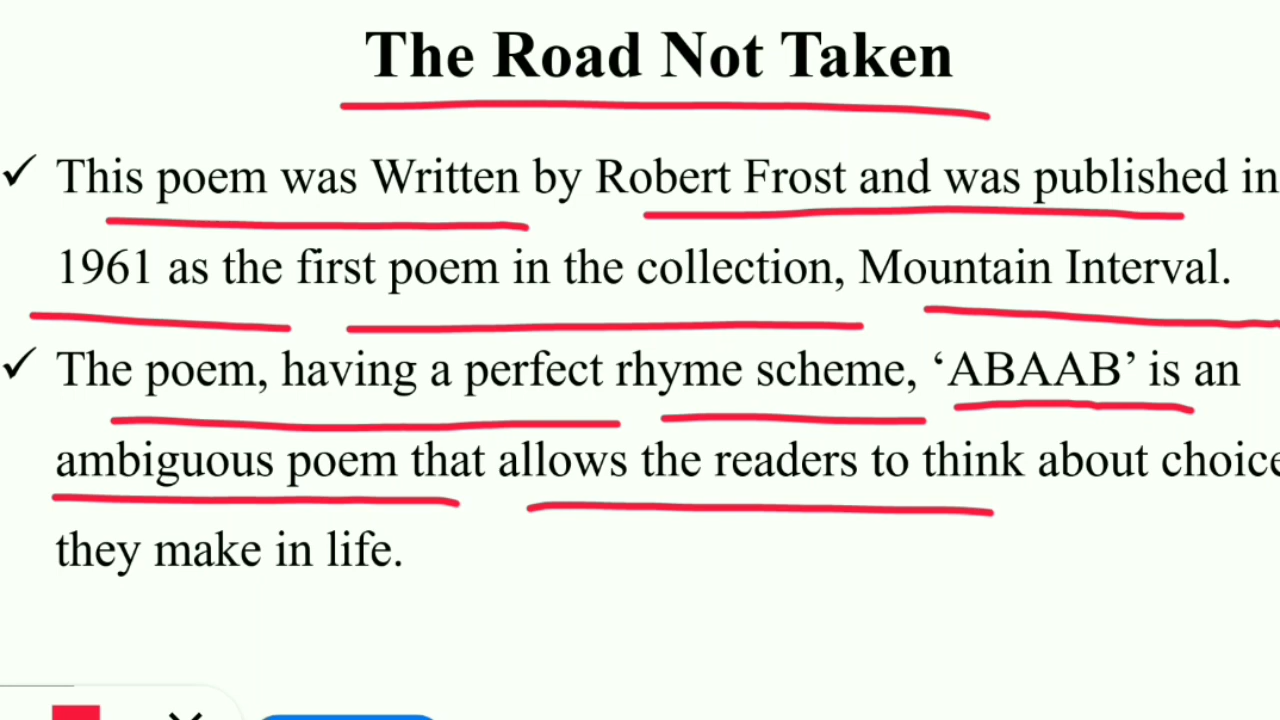 The Road Not Taken
✓ This poem was Written by Robert Frost and was published in
1961 as the first poem in the collection, Mountain Interval.
✓ The poem, having a perfect rhyme scheme, ‘ABAAB’ is an
ambiguous poem that allows the readers to think about choice
they make in life.